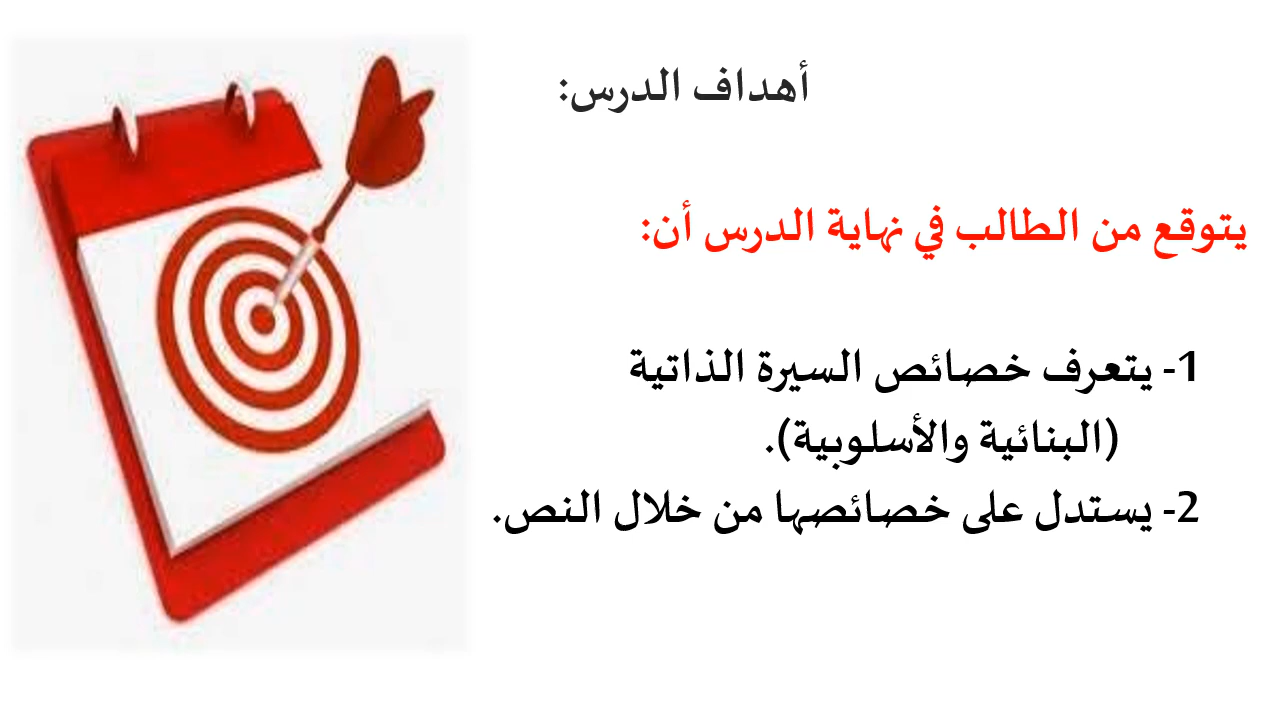 أهداف الدرس:
يتوقع من الطالب في نهاية الدرس أن:
1- يتعرف خصائص السيرة الذاتية
(البنائية والأسلوبية).
2- يستدل على خصائصها من خلال النص.